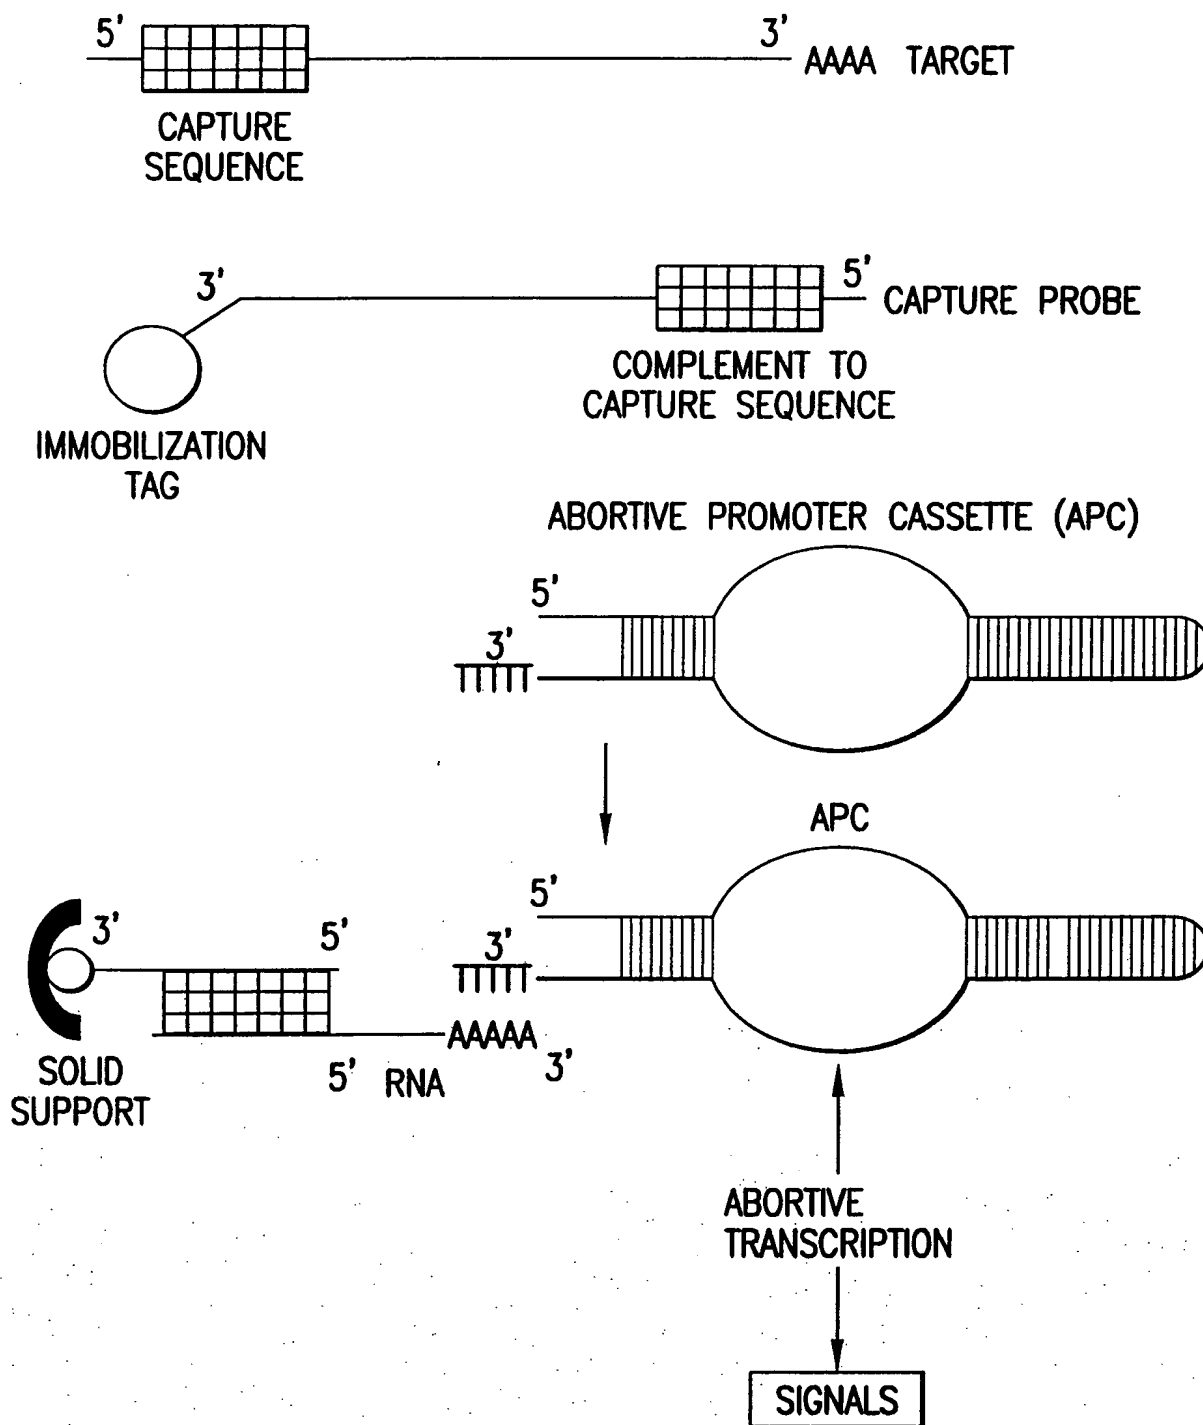 5' 3'
AAAA TARGET
CAPTURE
SEQUENCE
3' 5'
CAPTURE PROBE
COMPLEMENT TO
CAPTURE SEQUENCE
IMMOBILIZATION
TAG
ABORTIVE PROMOTER CASSETTE (APC)
5'
3'
TTTTT
APC
5'
3' 5' 3'
TTTTT
AAAAA
3'
5' RNA
SOLID
SUPPORT
ABORTIVE
TRANSCRIPTION
SIGNALS